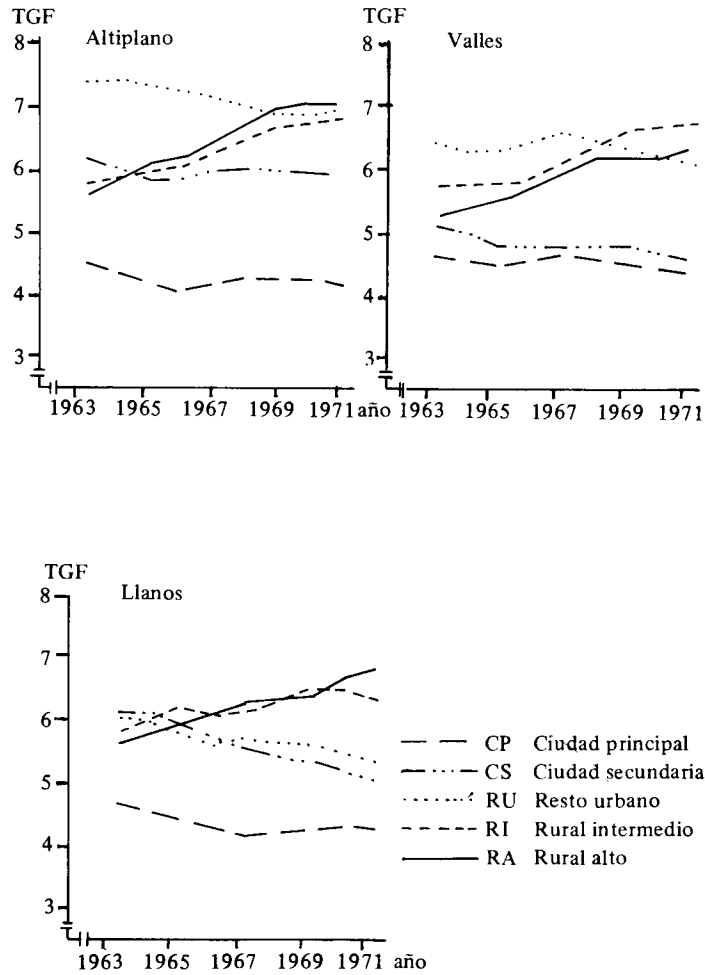 TGF
8
7
6
5
4
3
Altiplano
1963 1965 1967 1969 1971 año
TGF
8
7
6
5
4
3
Valles
1963 1965 1967 1969 1971
TGF
8
7
6
5
4
3
Llanos
1963 1965 1967 1969 1971 año
CP Ciudad principal
CS Ciudad secundaria
RU Resto urbano
RI Rural intermedio
RA Rural alto